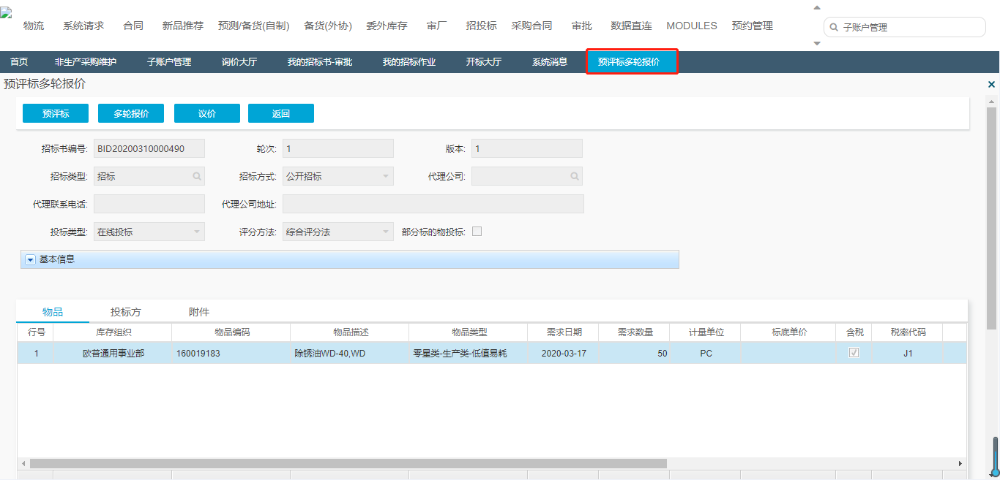 物流 系统请求 合同 新品推荐 预测/备货(自制) 备货(外协) 委外库存 审厂 招投标 采购合同 审批 数据直连 MODULES 预约管理 子账户管理
首页 非生产采购维护 子账户管理 询价大厅 我的招标书-审批 我的招标作业 开标大厅 系统消息 预评标多轮报价
预评标多轮报价
预评标 多轮报价 议价 返回
招标书编号: BID20200310000490 轮次: 1 版本: 1
招标类型: 招标 招标方式: 公开招标 代理公司:
代理联系电话: 代理公司地址:
投标类型: 在线投标 评分方法: 综合评分法 部分标的物投标:
基本信息
物品 投标方 附件
行号 库存组织 物品编码 物品描述 物品类型 需求日期 需求数量 计量单位 标底单价 含税 税率代码
1 欧普通用事业部 160019183 除锈油WD-40,WD 零星类-生产类-低值易耗 2020-03-17 50 PC J1